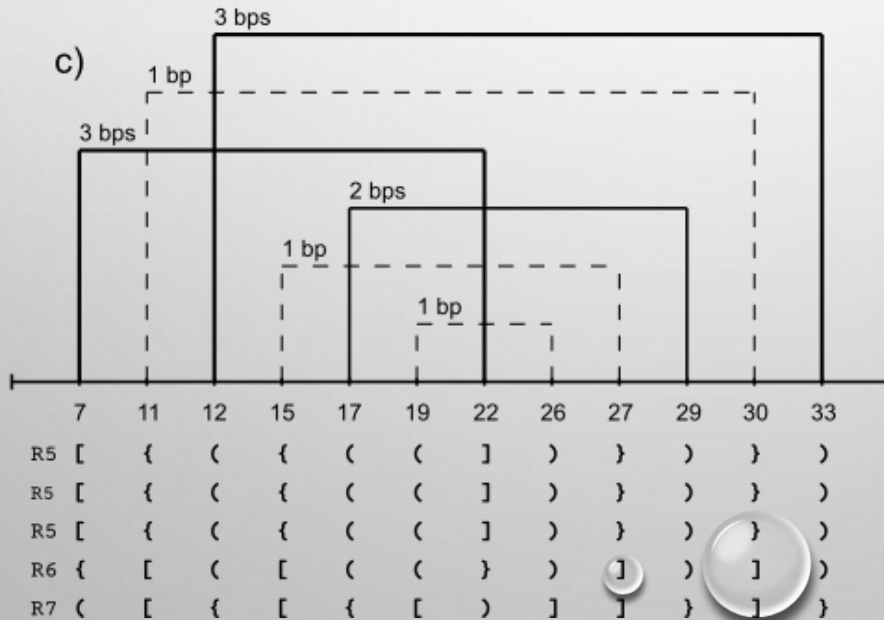 3 bps
c)
1 bp
3 bps
2 bps
1 bp
1 bp
7 11 12 15 17 19 22 26 27 29 30 33
R5 [ { ( { ( ( ] ) } ) } )
R5 [ { ( { ( ( ] ) } ) } )
R5 [ { ( { ( ( ] ) } ) } )
R6 { [ ( [ ( ( } ) ] ) ] )
R7 ( [ { [ { [ ) ] ] } ] }